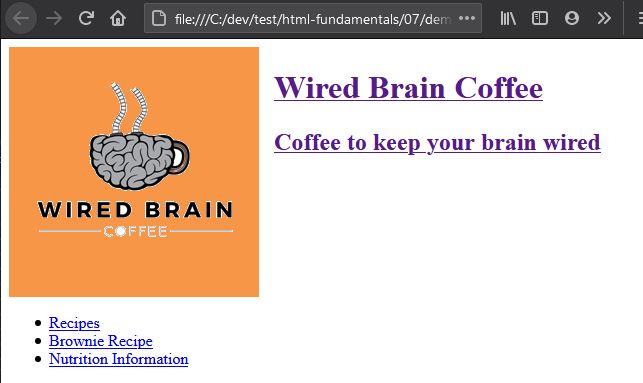 file:///C:/dev/test/html-fundamentals/07/dem
Wired Brain Coffee
Coffee to keep your brain wired
WIRED BRAIN
COFFEE
Recipes
Brownie Recipe
Nutrition Information